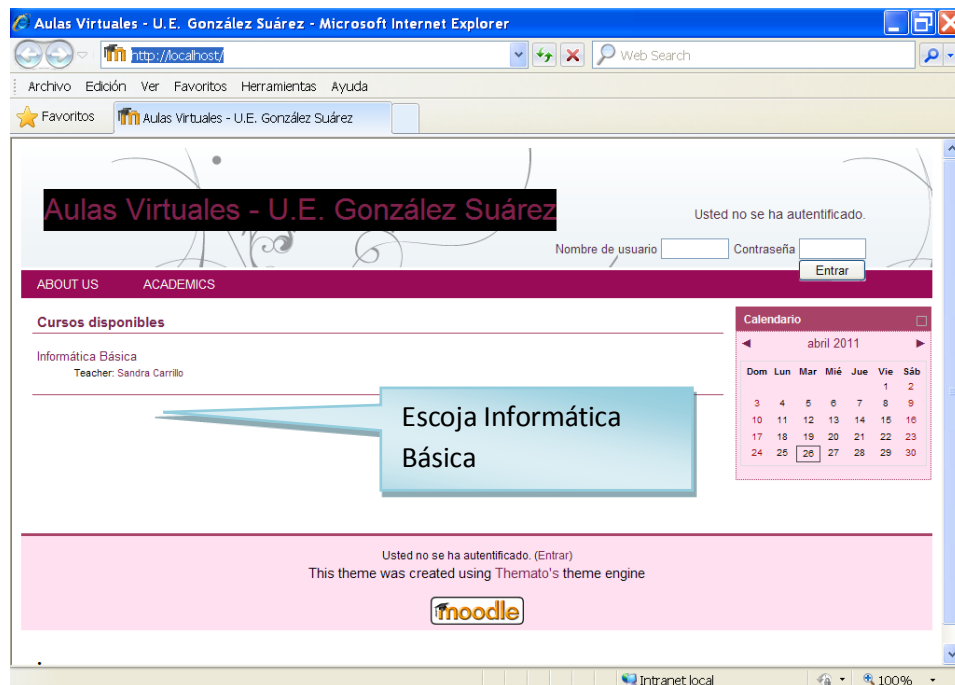 Aulas Virtuales - U.E. González Suárez - Microsoft Internet Explorer
http://localhost/
Web Search
Archivo Edición Ver Favoritos Herramientas Ayuda
Favoritos
Aulas Virtuales - U.E. González Suárez
Aulas Virtuales - U.E. González Suárez
Usted no se ha autentificado.
Nombre de usuario
Contraseña
Entrar
ABOUT US ACADEMICS
Cursos disponibles
Informática Básica
Teacher: Sandra Carrillo
Escoja Informática
Básica
Calendario
◄ abril 2011 ►
Dom Lun Mar Mié Jue Vie Sáb
1 2
3 4 5 6 7 8 9
10 11 12 13 14 15 16
17 18 19 20 21 22 23
24 25 26 27 28 29 30
Usted no se ha autentificado. (Entrar)
This theme was created using Themato's theme engine
moodle
Intranet local
100%